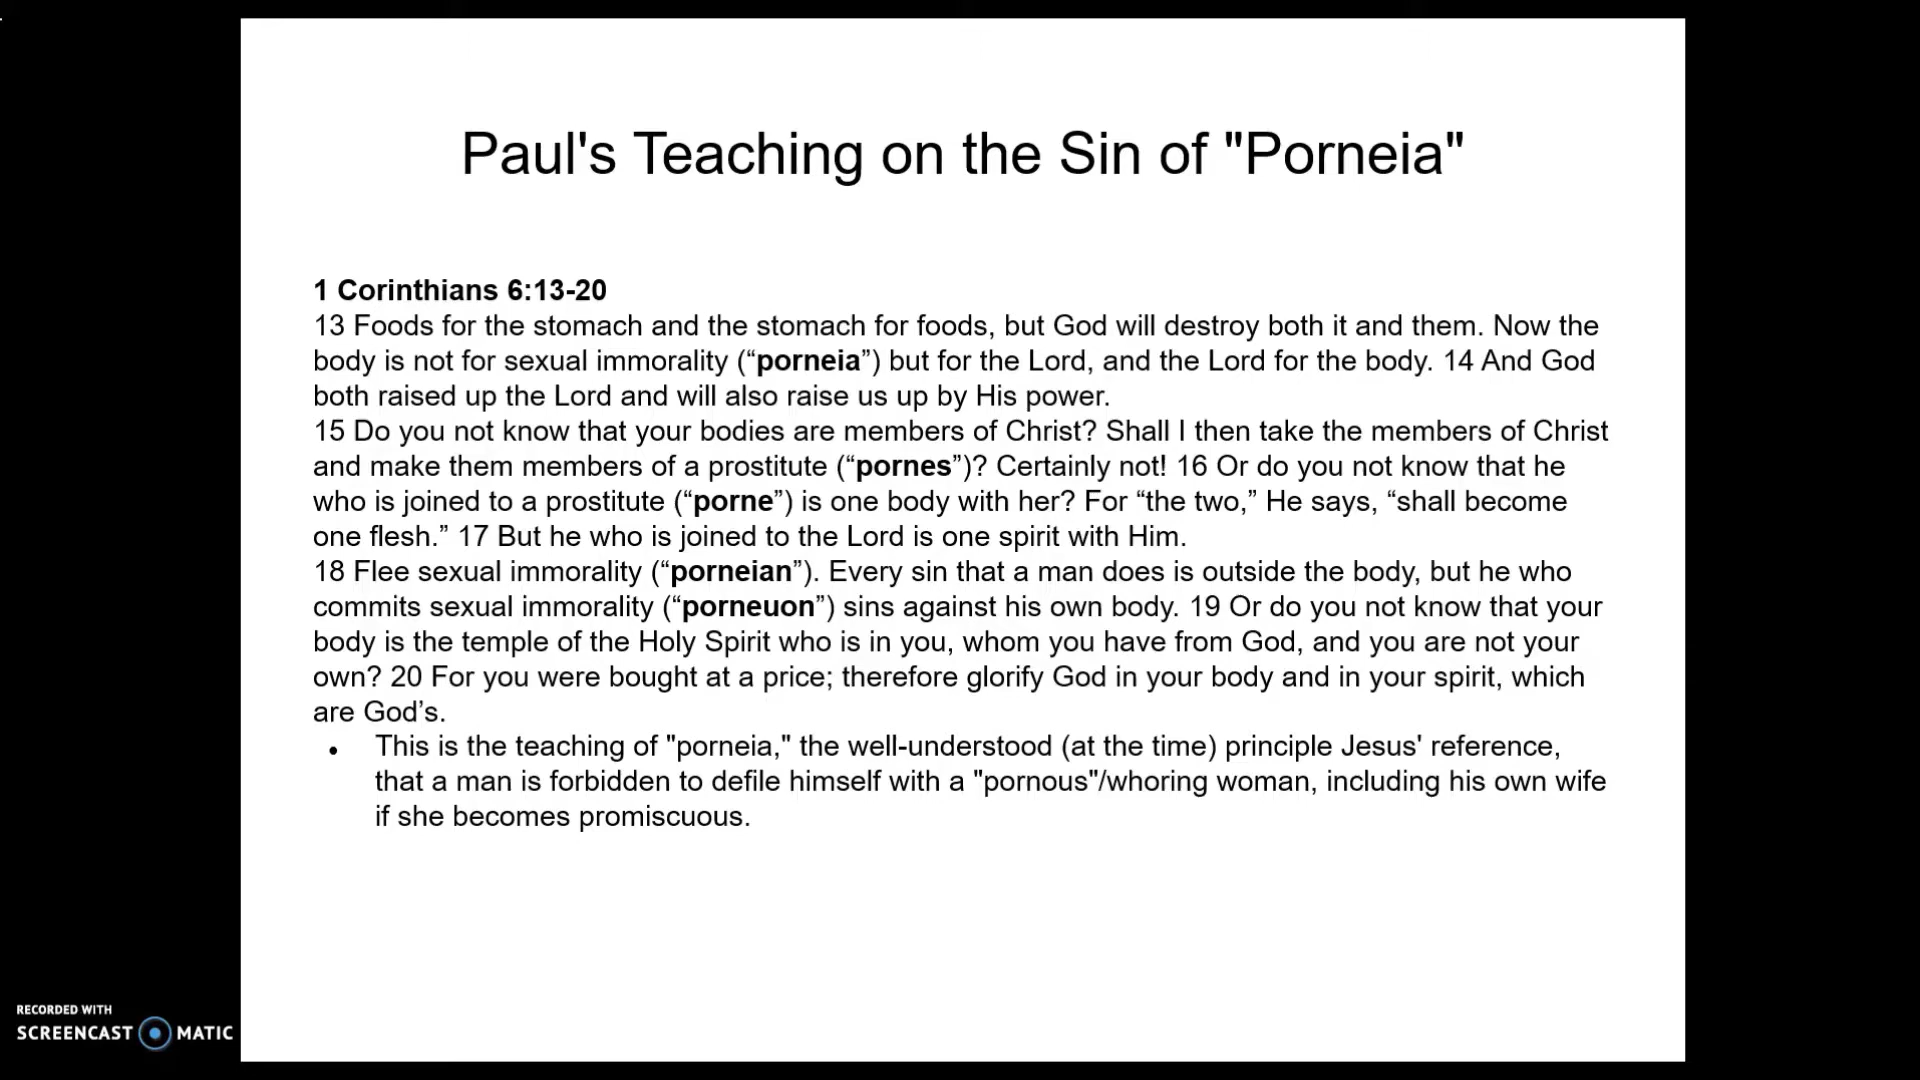 Paul's Teaching on the Sin of "Porneia"
1 Corinthians 6:13-20
13 Foods for the stomach and the stomach for foods, but God will destroy both it and them. Now the
body is not for sexual immorality (“porneia”) but for the Lord, and the Lord for the body. 14 And God
both raised up the Lord and will also raise us up by His power.
15 Do you not know that your bodies are members of Christ? Shall I then take the members of Christ
and make them members of a prostitute (“pornes”)? Certainly not! 16 Or do you not know that he
who is joined to a prostitute (“porne”) is one body with her? For “the two,” He says, “shall become
one flesh.” 17 But he who is joined to the Lord is one spirit with Him.
18 Flee sexual immorality (“porneian”). Every sin that a man does is outside the body, but he who
commits sexual immorality (“porneuon”) sins against his own body. 19 Or do you not know that your
body is the temple of the Holy Spirit who is in you, whom you have from God, and you are not your
own? 20 For you were bought at a price; therefore glorify God in your body and in your spirit, which
are God’s.
• This is the teaching of "porneia," the well-understood (at the time) principle Jesus' reference,
that a man is forbidden to defile himself with a "pornous"/whoring woman, including his own wife
if she becomes promiscuous.
RECORDED WITH
SCREENCAST MATIC